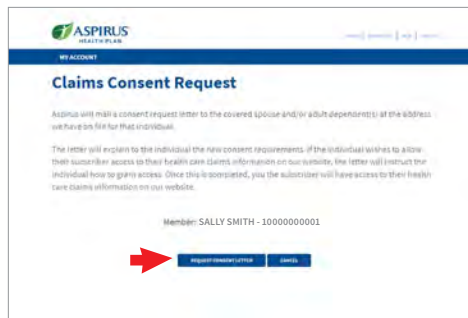 ASPIRUS
HEALTH PLAN
MY ACCOUNT
Claims Consent Request
Aspirus will mail a consent request letter to the covered spouse and/or adult dependent(s) at the address
we have on file for that individual.
The letter will explain to the individual the new consent requirements. If the individual wishes to allow
their subscriber access to their health care claims information on our website, the letter will instruct the
individual how to grant access. Once this is completed, you the subscriber will have access to their health
care claims information on our website.
Member: SALLY SMITH - 10000000001
REQUEST CONSENT LETTER CANCEL